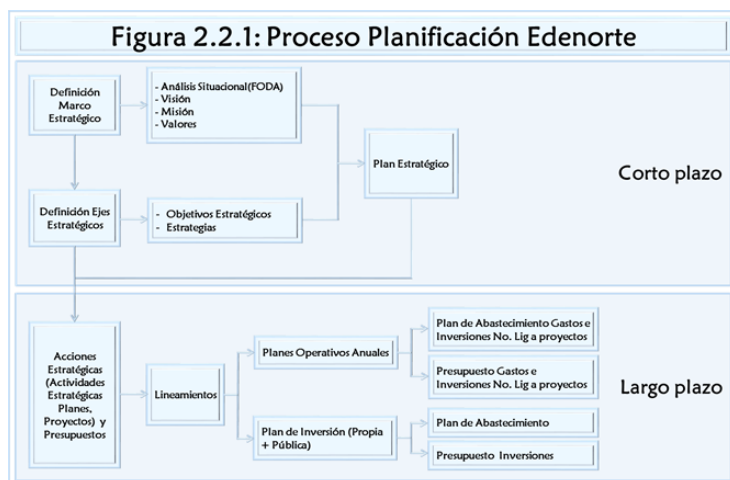 Figura 2.2.1: Proceso Planificación Edenorte
Definición
Marco
Estratégico
- Análisis Situacional(FODA)
- Visión
- Misión
- Valores
Plan Estratégico
Corto plazo
Definición Ejes
Estratégicos
- Objetivos Estratégicos
- Estrategias
Acciones
Estratégicas
(Actividades
Estratégicas
Planes,
Proyectos) y
Presupuestos
Lineamientos
Planes Operativos Anuales
Plan de Abastecimiento Gastos e
Inversiones No. Lig a proyectos
Presupuesto Gastos e
Inversiones No. Lig a proyectos
Largo plazo
Plan de Inversión (Propia
+ Pública)
Plan de Abastecimiento
Presupuesto Inversiones